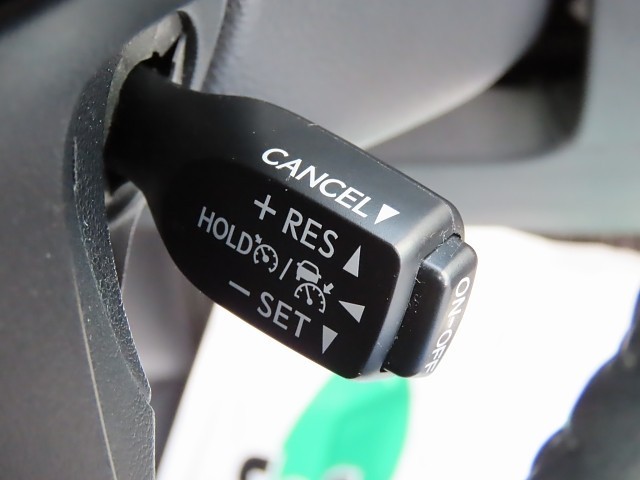 CANCEL▼
+ RES ▲
HOLD / ◀
− SET ▼
ON-OFF